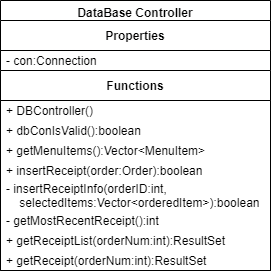 DataBase Controller
Properties
- con:Connection
Functions
+ DBController()
+ dbConIsValid():boolean
+ getMenuItems():Vector<MenuItem>
+ insertReceipt(order:Order):boolean
- insertReceiptInfo(orderID:int,
selectedItems:Vector<orderedItem>):boolean
- getMostRecentReceipt():int
+ getReceiptList(orderNum:int):ResultSet
+ getReceipt(orderNum:int):ResultSet